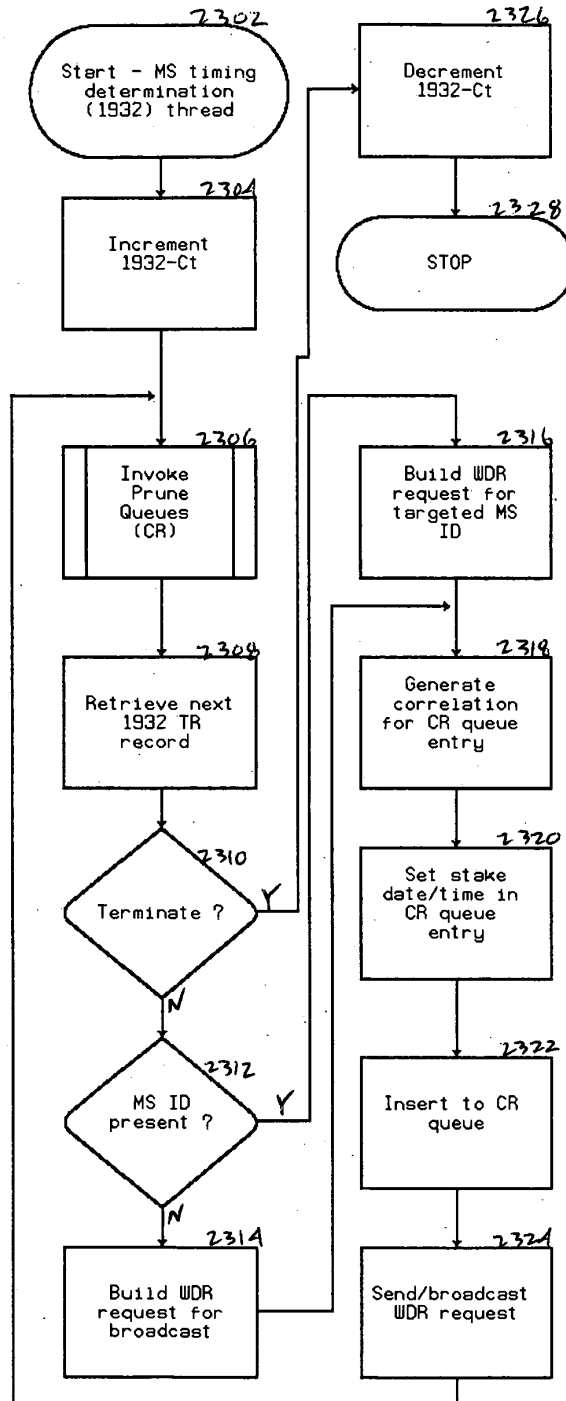 2302
Start - MS timing
determination
(1932) thread
2304
Increment
1932-Ct
2306
Invoke
Prune
Queues
(CR)
2308
Retrieve next
1932 TR
record
2310
Terminate ?
Y
N
2312
MS ID
present ?
Y
N
2314
Build WDR
request for
broadcast
2316
Build WDR
request for
targeted MS
ID
2318
Generate
correlation
for CR queue
entry
2320
Set stake
date/time in
CR queue
entry
2322
Insert to CR
queue
2324
Send/broadcast
WDR request
2326
Decrement
1932-Ct
2328
STOP